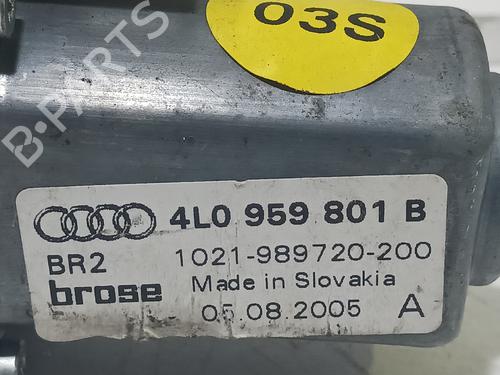 03S
B-PARTS
4L0 959 801 B
BR2 1021-989720-200
brose Made in Slovakia
05.08.2005 A